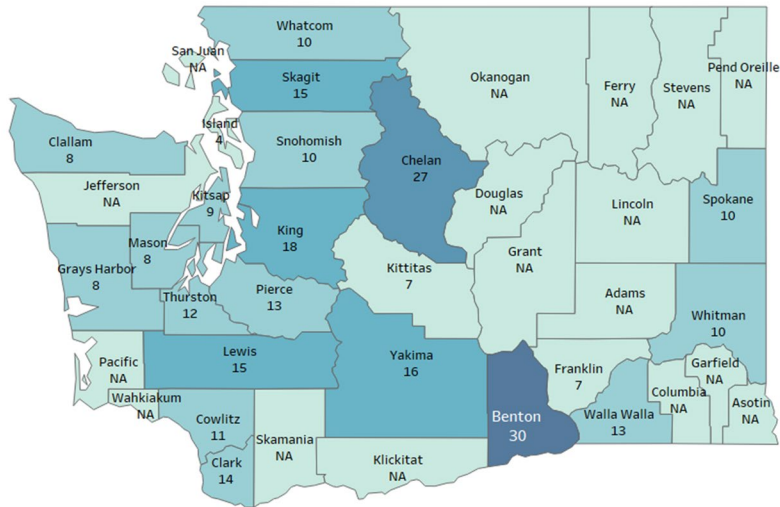 Whatcom
10
San Juan
NA
Skagit
15
Okanogan
NA
Ferry
NA
Stevens
NA
Pend Oreille
NA
Island
4
Clallam
8
Snohomish
10
Chelan
27
Jefferson
NA
Kitsap
9
Douglas
NA
Lincoln
NA
Spokane
10
King
18
Mason
8
Grant
NA
Grays Harbor
8
Kittitas
7
Thurston
12
Pierce
13
Adams
NA
Whitman
10
Pacific
NA
Lewis
15
Yakima
16
Franklin
7
Garfield
NA
Wahkiakum
NA
Columbia
NA
Asotin
NA
Cowlitz
11
Benton
30
Walla Walla
13
Skamania
NA
Clark
14
Klickitat
NA